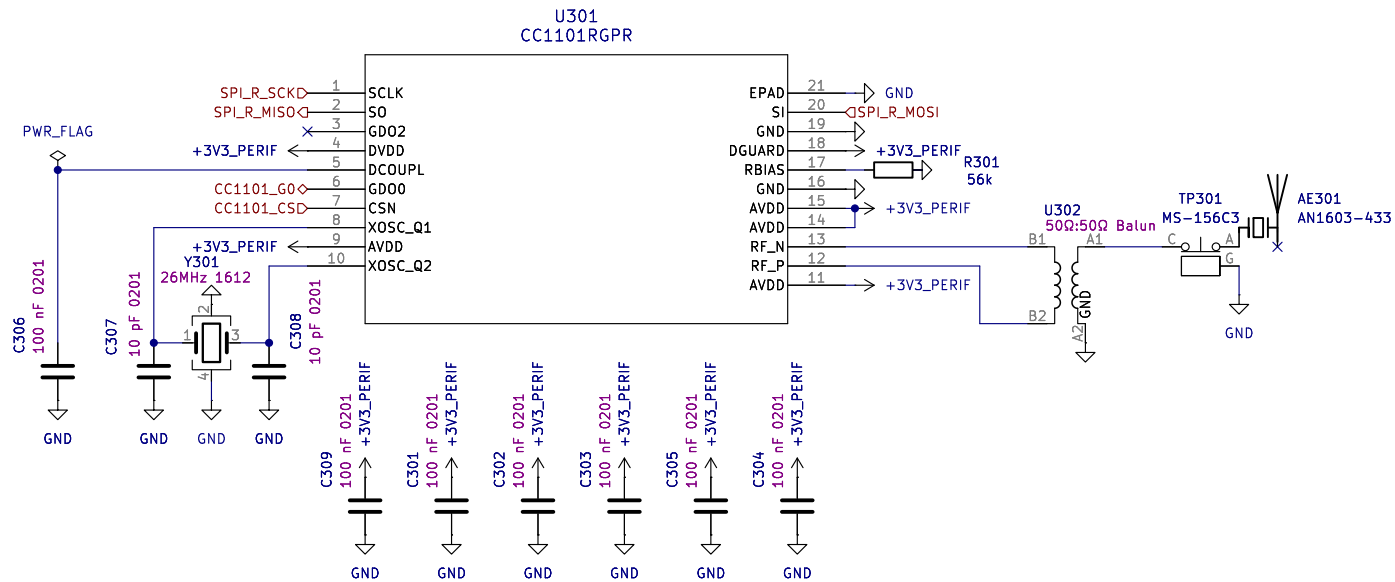 U301
CC1101RGPR
SPI_R_SCK
1
SCLK
SPI_R_MISO
2
SO
3
GDO2
+3V3_PERIF
4
DVDD
PWR_FLAG
5
DCOUPL
CC1101_G0
6
GDO0
CC1101_CS
7
CSN
8
XOSC_Q1
+3V3_PERIF
9
AVDD
10
XOSC_Q2
EPAD
21
GND
SI
20
SPI_R_MOSI
GND
19
DGUARD
18
+3V3_PERIF
RBIAS
17
R301
56k
GND
16
AVDD
15
+3V3_PERIF
AVDD
14
RF_N
13
RF_P
12
AVDD
11
+3V3_PERIF
U302
50Ω:50Ω Balun
B1
A1
B2
A2
GND
TP301
MS-156C3
C
A
G
GND
AE301
AN1603-433
Y301
26MHz 1612
1
2
3
4
C306
100 nF 0201
GND
C307
10 pF 0201
GND
GND
C308
10 pF 0201
GND
C309
100 nF 0201
+3V3_PERIF
GND
C301
100 nF 0201
+3V3_PERIF
GND
C302
100 nF 0201
+3V3_PERIF
GND
C303
100 nF 0201
+3V3_PERIF
GND
C305
100 nF 0201
+3V3_PERIF
GND
C304
100 nF 0201
+3V3_PERIF
GND